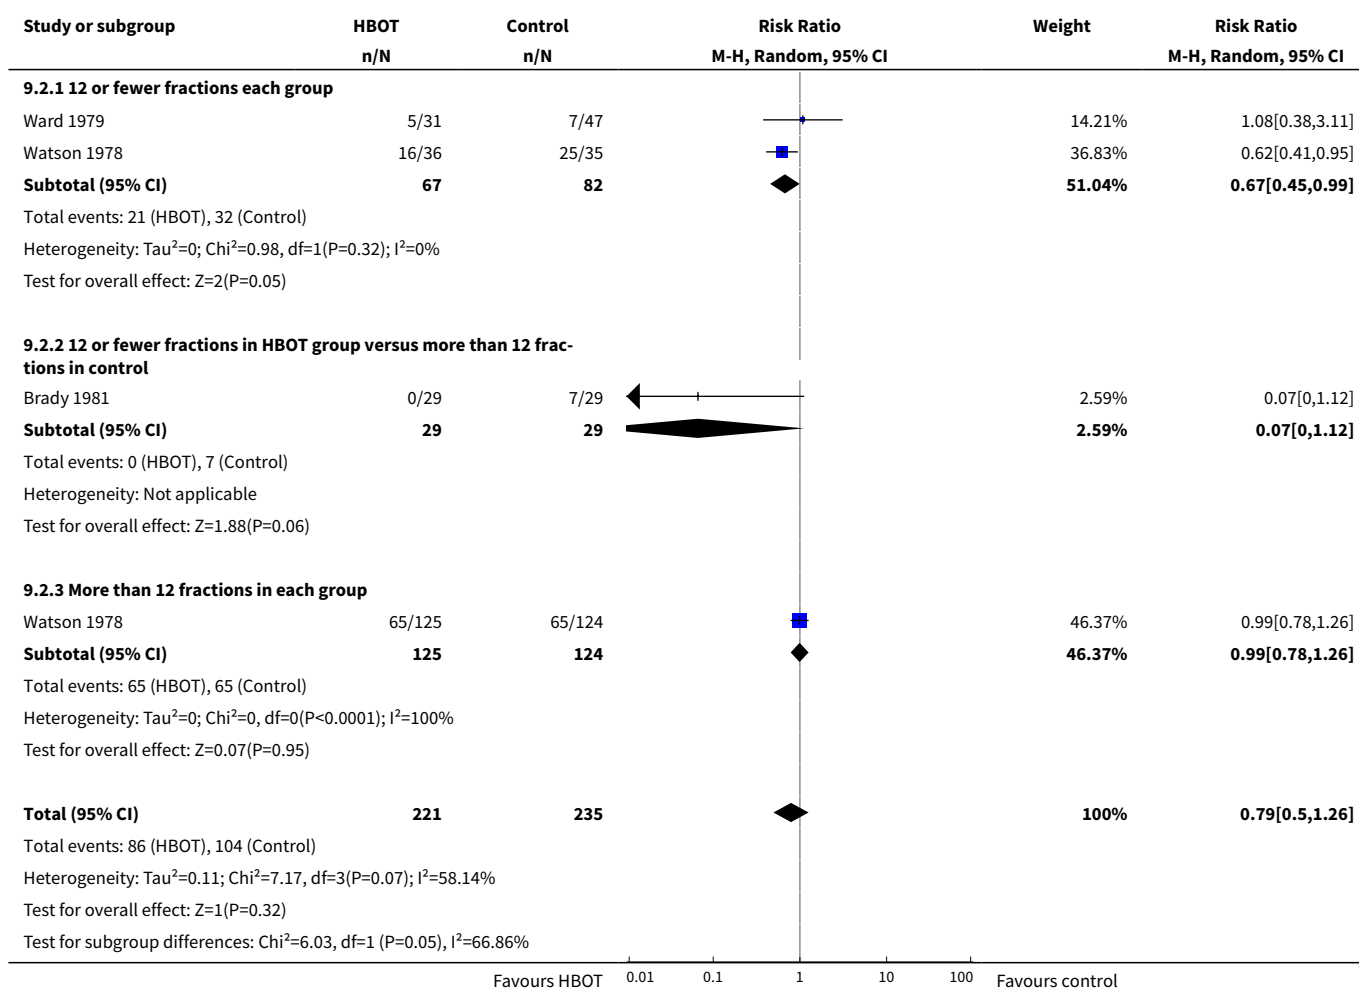 Study or subgroup HBOT Control Risk Ratio Weight Risk Ratio
n/N n/N M-H, Random, 95% CI M-H, Random, 95% CI
9.2.1 12 or fewer fractions each group
Ward 1979 5/31 7/47 14.21% 1.08[0.38,3.11]
Watson 1978 16/36 25/35 36.83% 0.62[0.41,0.95]
Subtotal (95% CI) 67 82 51.04% 0.67[0.45,0.99]
Total events: 21 (HBOT), 32 (Control)
Heterogeneity: Tau²=0; Chi²=0.98, df=1(P=0.32); I²=0%
Test for overall effect: Z=2(P=0.05)
9.2.2 12 or fewer fractions in HBOT group versus more than 12 frac-
tions in control
Brady 1981 0/29 7/29 2.59% 0.07[0,1.12]
Subtotal (95% CI) 29 29 2.59% 0.07[0,1.12]
Total events: 0 (HBOT), 7 (Control)
Heterogeneity: Not applicable
Test for overall effect: Z=1.88(P=0.06)
9.2.3 More than 12 fractions in each group
Watson 1978 65/125 65/124 46.37% 0.99[0.78,1.26]
Subtotal (95% CI) 125 124 46.37% 0.99[0.78,1.26]
Total events: 65 (HBOT), 65 (Control)
Heterogeneity: Tau²=0; Chi²=0, df=0(P<0.0001); I²=100%
Test for overall effect: Z=0.07(P=0.95)
Total (95% CI) 221 235 100% 0.79[0.5,1.26]
Total events: 86 (HBOT), 104 (Control)
Heterogeneity: Tau²=0.11; Chi²=7.17, df=3(P=0.07); I²=58.14%
Test for overall effect: Z=1(P=0.32)
Test for subgroup differences: Chi²=6.03, df=1 (P=0.05), I²=66.86%
Favours HBOT 0.01 0.1 1 10 100 Favours control